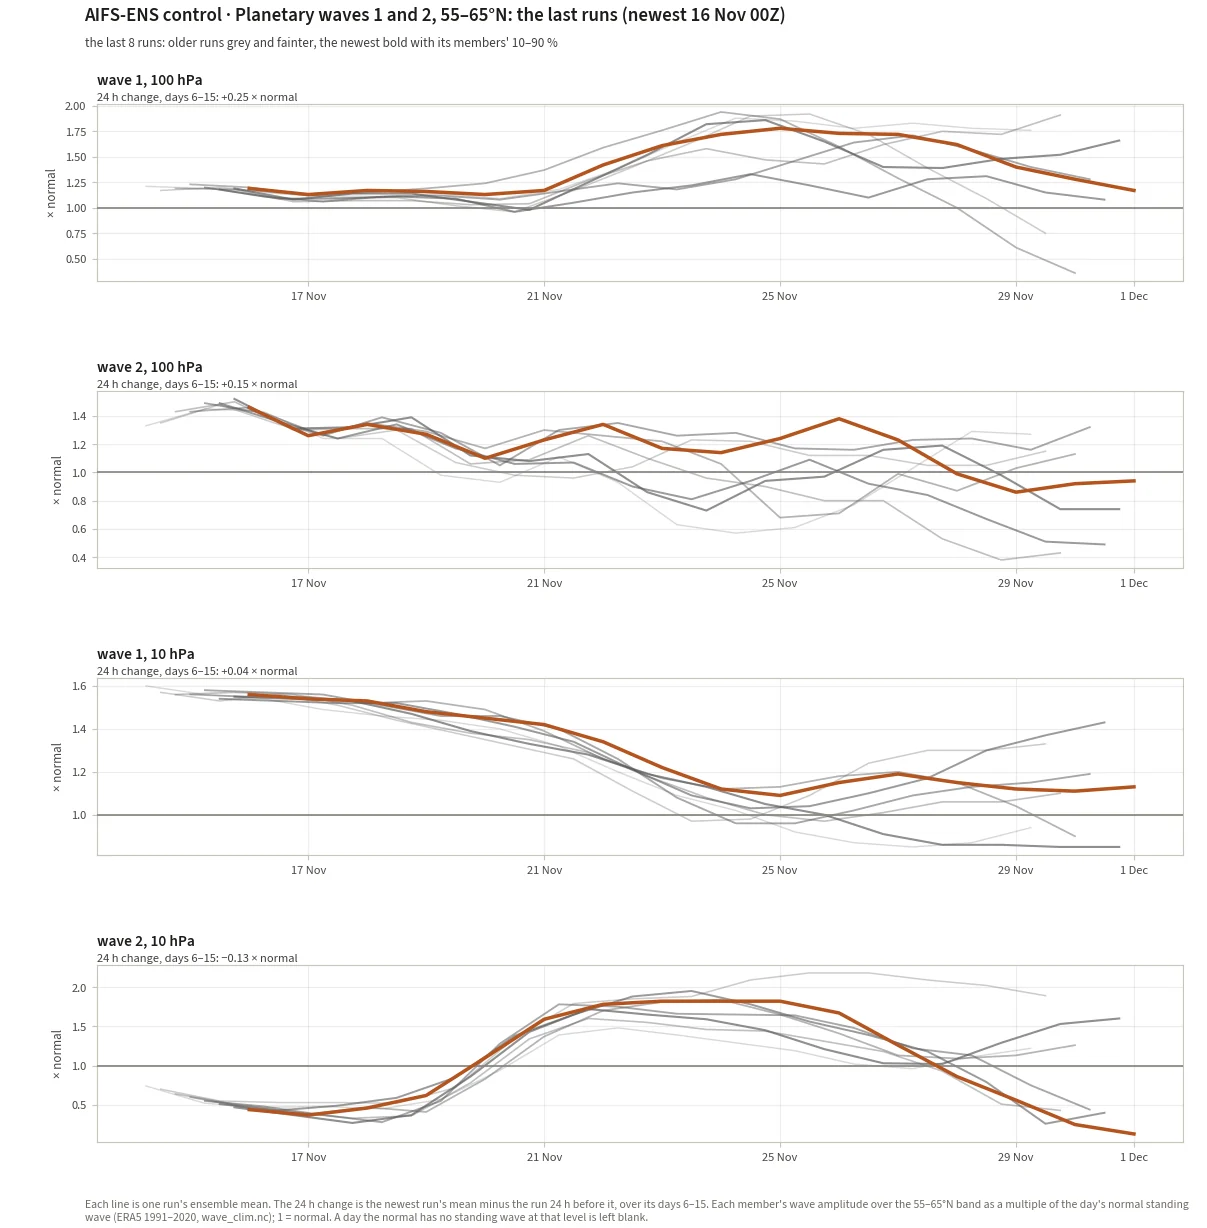 AIFS-ENS control · Planetary waves 1 and 2, 55–65°N: the last runs (newest 16 Nov 00Z)
the last 8 runs: older runs grey and fainter, the newest bold with its members' 10–90 %
wave 1, 100 hPa
24 h change, days 6–15: +0.25 × normal
2.00
1.75
1.50
1.25
1.00
0.75
0.50
× normal
17 Nov
21 Nov
25 Nov
29 Nov
1 Dec
wave 2, 100 hPa
24 h change, days 6–15: +0.15 × normal
1.4
1.2
1.0
0.8
0.6
0.4
× normal
17 Nov
21 Nov
25 Nov
29 Nov
1 Dec
wave 1, 10 hPa
24 h change, days 6–15: +0.04 × normal
1.6
1.4
1.2
1.0
× normal
17 Nov
21 Nov
25 Nov
29 Nov
1 Dec
wave 2, 10 hPa
24 h change, days 6–15: −0.13 × normal
2.0
1.5
1.0
0.5
× normal
17 Nov
21 Nov
25 Nov
29 Nov
1 Dec
Each line is one run's ensemble mean. The 24 h change is the newest run's mean minus the run 24 h before it, over its days 6–15. Each member's wave amplitude over the 55–65°N band as a multiple of the day's normal standing
wave (ERA5 1991–2020, wave_clim.nc); 1 = normal. A day the normal has no standing wave at that level is left blank.